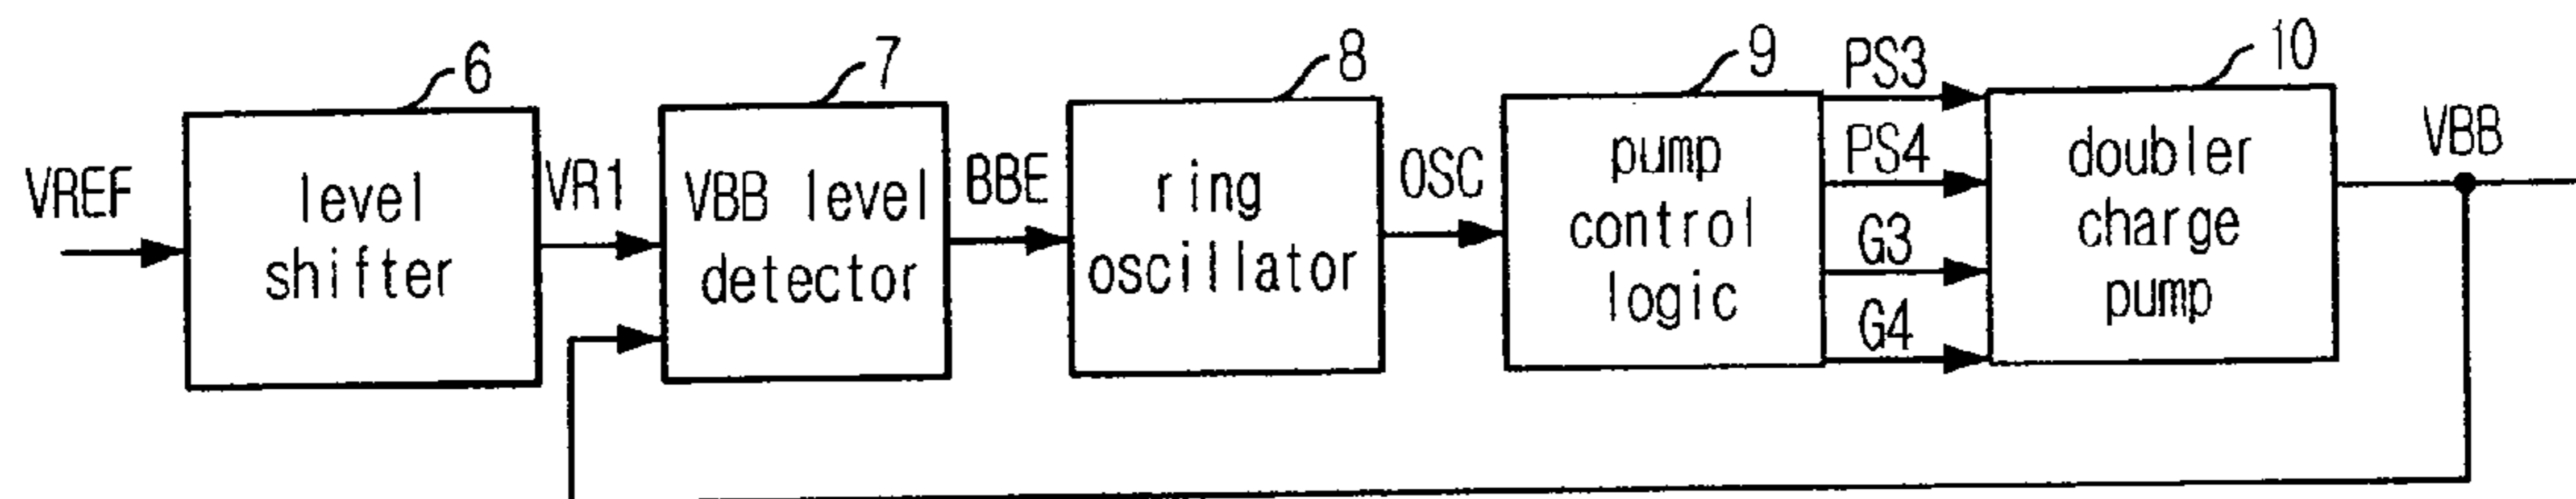 6
7
8
9
10
VREF
level
shifter
VR1
VBB level
detector
BBE
ring
oscillator
OSC
pump
control
logic
PS3
PS4
G3
G4
doubler
charge
pump
VBB